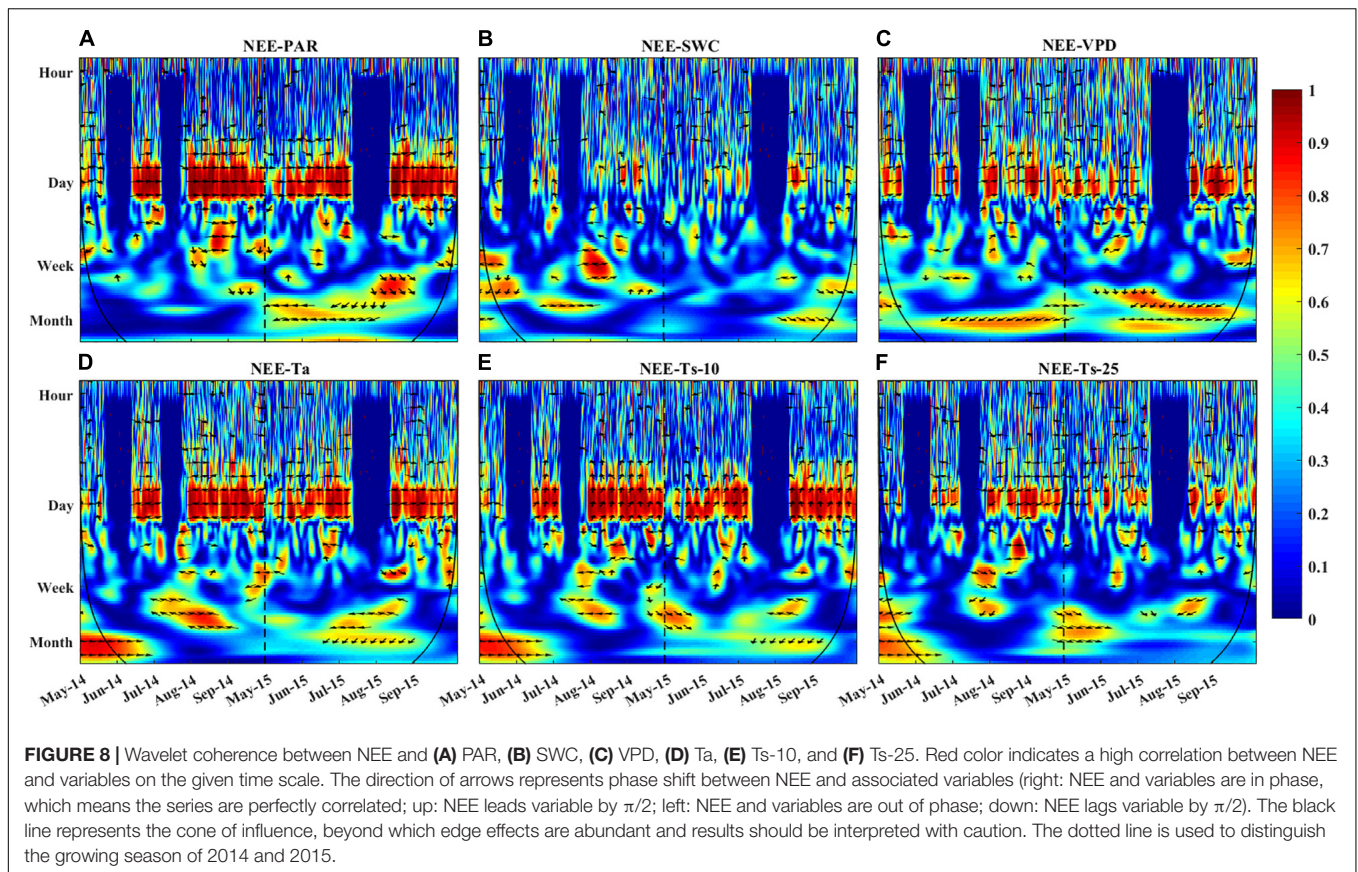 A
NEE-PAR
B
NEE-SWC
C
NEE-VPD
Hour
Day
Week
Month
1
0.9
0.8
0.7
0.6
0.5
0.4
0.3
0.2
0.1
0
D
NEE-Ta
E
NEE-Ts-10
F
NEE-Ts-25
Hour
Day
Week
Month
May-14 Jun-14 Jul-14 Aug-14 Sep-14 May-15 Jun-15 Jul-15 Aug-15 Sep-15
May-14 Jun-14 Jul-14 Aug-14 Sep-14 May-15 Jun-15 Jul-15 Aug-15 Sep-15
May-14 Jun-14 Jul-14 Aug-14 Sep-14 May-15 Jun-15 Jul-15 Aug-15 Sep-15
FIGURE 8 | Wavelet coherence between NEE and (A) PAR, (B) SWC, (C) VPD, (D) Ta, (E) Ts-10, and (F) Ts-25. Red color indicates a high correlation between NEE
and variables on the given time scale. The direction of arrows represents phase shift between NEE and associated variables (right: NEE and variables are in phase,
which means the series are perfectly correlated; up: NEE leads variable by π/2; left: NEE and variables are out of phase; down: NEE lags variable by π/2). The black
line represents the cone of influence, beyond which edge effects are abundant and results should be interpreted with caution. The dotted line is used to distinguish
the growing season of 2014 and 2015.